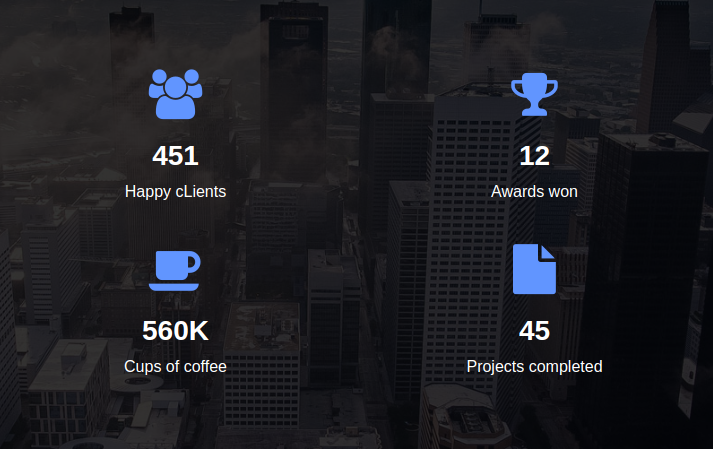 451
Happy cLients
12
Awards won
560K
Cups of coffee
45
Projects completed